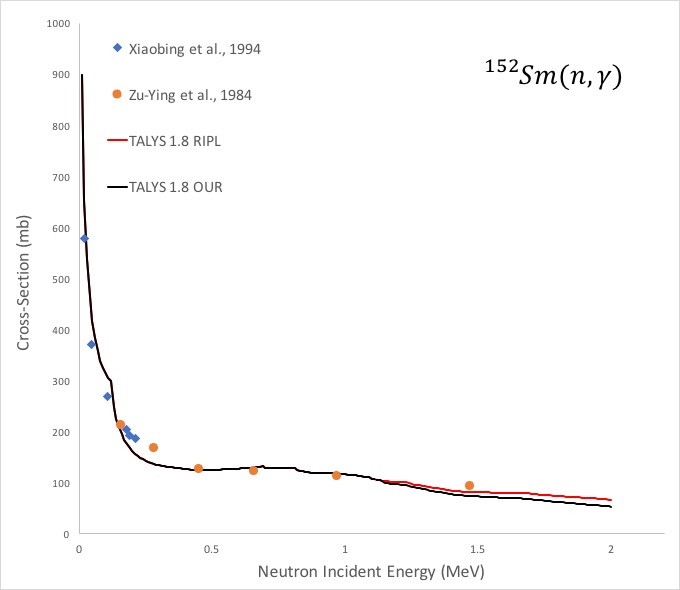 1000
900
800
700
600
500
400
300
200
100
0
Cross-Section (mb)
Xiaobing et al., 1994
Zu-Ying et al., 1984
TALYS 1.8 RIPL
TALYS 1.8 OUR
¹⁵²Sm(n,γ)
0
0.5
1
1.5
2
Neutron Incident Energy (MeV)